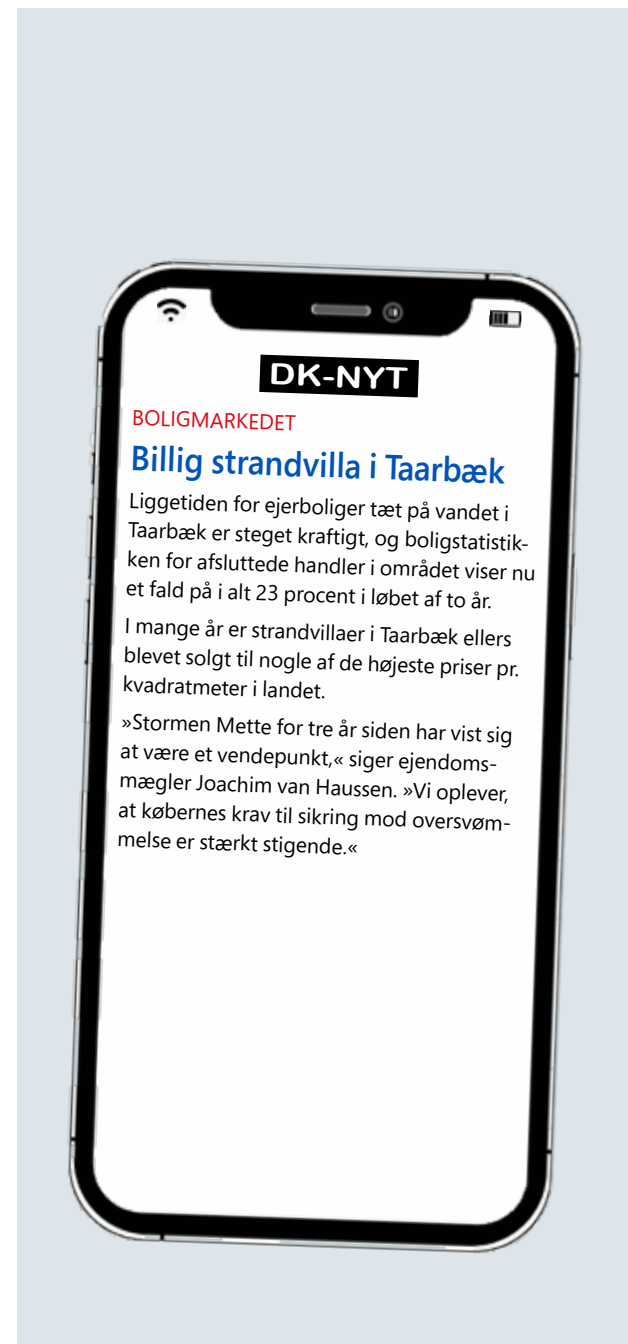 DK-NYT
BOLIGMARKEDET
Billig strandvilla i Taarbæk
Liggetiden for ejerboliger tæt på vandet i
Taarbæk er steget kraftigt, og boligstatistik-
ken for afsluttede handler i området viser nu
et fald på i alt 23 procent i løbet af to år.
I mange år er strandvillaer i Taarbæk ellers
blevet solgt til nogle af de højeste priser pr.
kvadratmeter i landet.
»Stormen Mette for tre år siden har vist sig
at være et vendepunkt,« siger ejendoms-
mægler Joachim van Haussen. »Vi oplever,
at købernes krav til sikring mod oversvøm-
melse er stærkt stigende.«